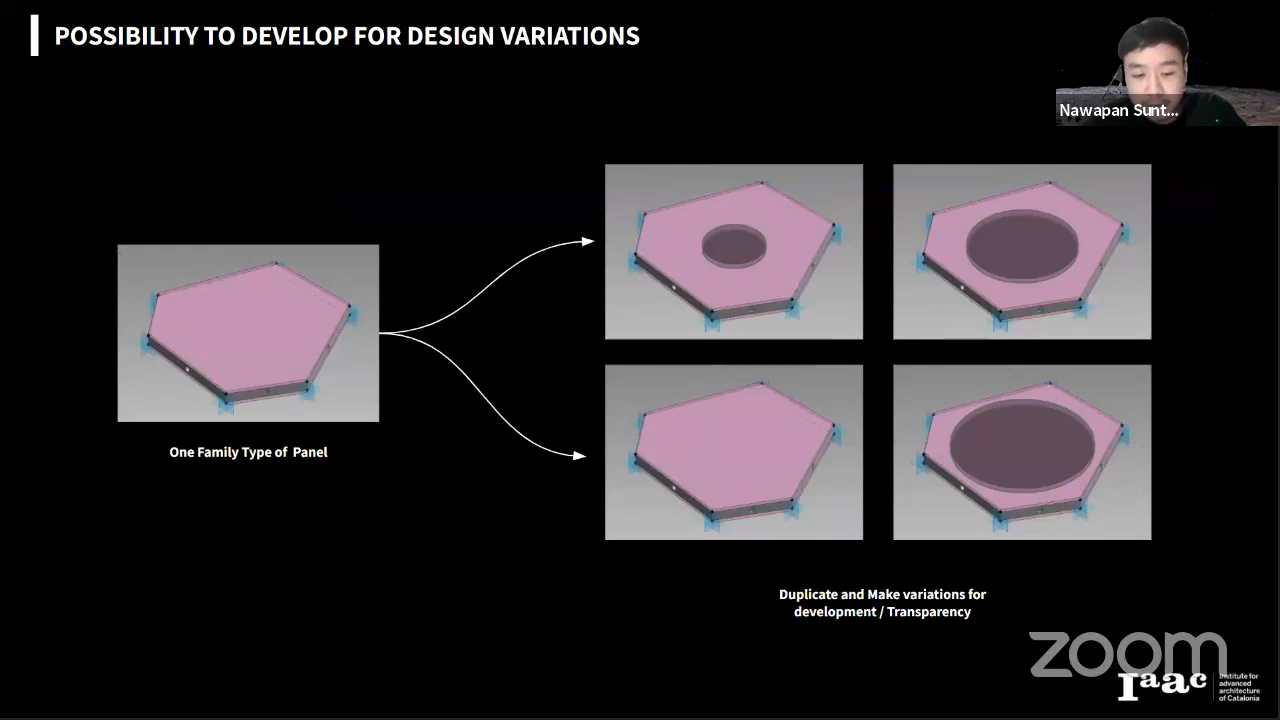 POSSIBILITY TO DEVELOP FOR DESIGN VARIATIONS
Nawapan Sunt...
One Family Type of Panel
Duplicate and Make variations for
development / Transparency
zoom
Iaac
Institute for
advanced
architecture
of Catalonia